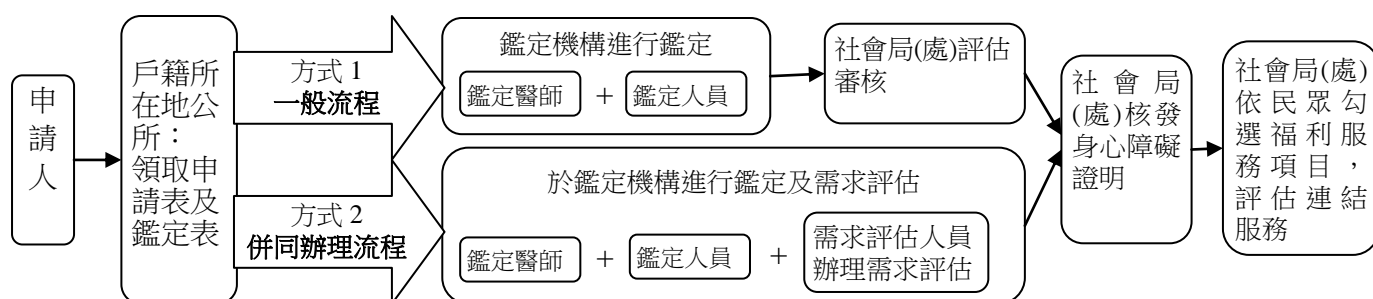 申
請
人
戶籍所
在地公
所：
領取申
請表及
鑑定表
方式 1
一般流程
方式 2
併同辦理流程
鑑定機構進行鑑定
鑑定醫師 + 鑑定人員
社會局(處)評估
審核
於鑑定機構進行鑑定及需求評估
鑑定醫師 + 鑑定人員 + 需求評估人員
辦理需求評估
社會局
(處)核發
身心障礙
證明
社會局(處)
依民眾勾
選福利服
務項目，
評估連結
服務